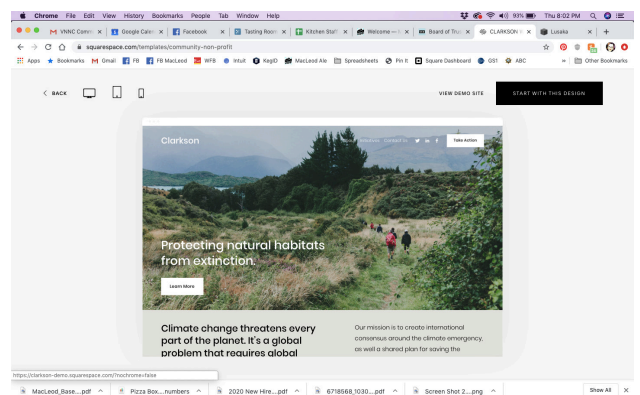 Chrome File Edit View History Bookmarks People Tab Window Help 93% Thu 8:02 PM
VNNC Comm Google Calen Facebook Tasting Room Kitchen Staff Welcome Board of Trus CLARKSON Lusaka
squarespace.com/templates/community-non-profit
Apps Bookmarks Gmail FB FB MacLeod WFB Intuit KegID MacLeod Ale Spreadsheets Pin It Square Dashboard GS1 ABC » Other Bookmarks
BACK VIEW DEMO SITE START WITH THIS DESIGN
Clarkson Contact Us Take Action
Protecting natural habitats
from extinction.
Learn More
Climate change threatens every
part of the planet. It's a global
problem that requires global
Our mission is to create international
consensus around the climate emergency,
as well a shared plan for saving the
https://clarkson-demo.squarespace.com/?nochrome=false
MacLeod_Base....pdf Pizza Box....numbers 2020 New Hire....pdf 6718568_1030....pdf Screen Shot 2....png Show All